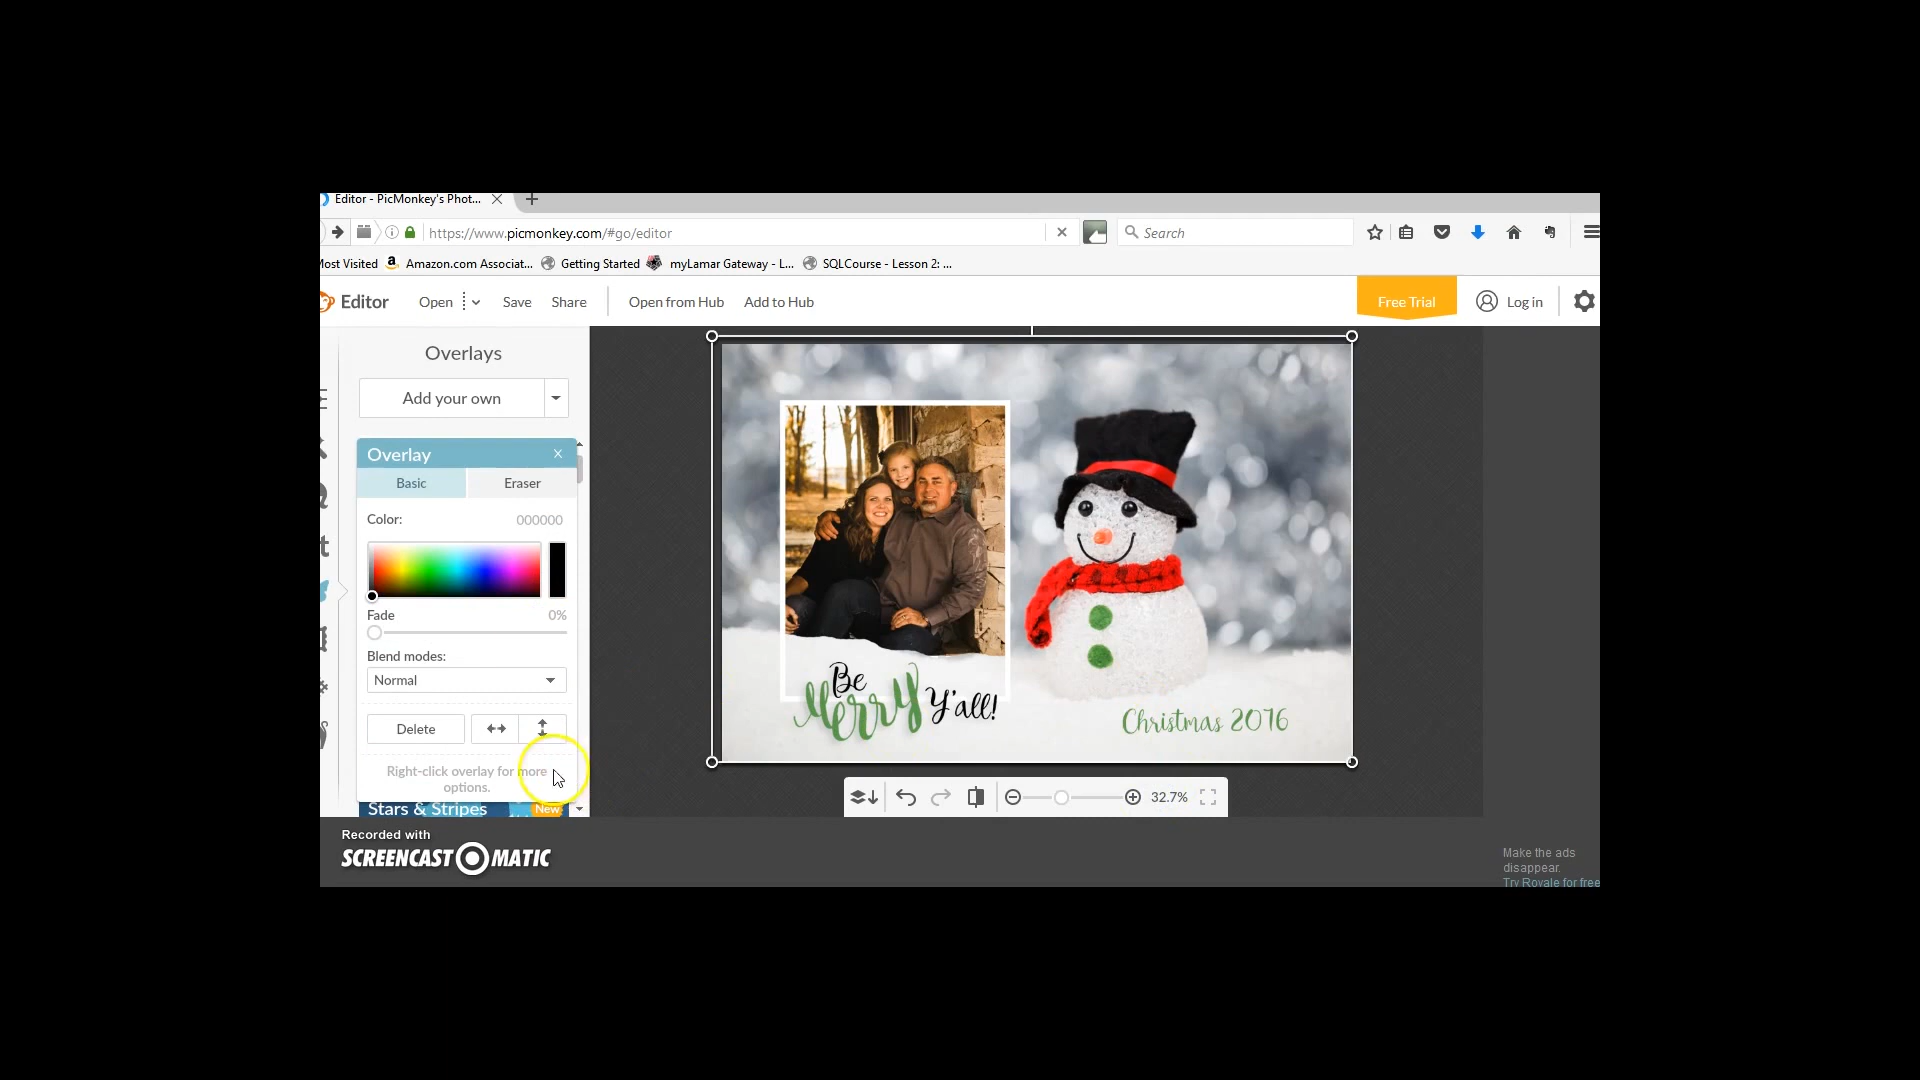 Editor - PicMonkey's Phot...
https://www.picmonkey.com/#go/editor
Search
Most Visited
Amazon.com Associat...
Getting Started
myLamar Gateway - L...
SQLCourse - Lesson 2: ...
Editor
Open
Save
Share
Open from Hub
Add to Hub
Free Trial
Log in
Overlays
Add your own
Overlay
Basic
Eraser
Color:
000000
Fade
0%
Blend modes:
Normal
Delete
Right-click overlay for more
options.
Stars & Stripes
New
Be
Merry
Y'all!
Christmas 2016
32.7%
Recorded with
SCREENCAST MATIC
Make the ads
disappear.
Try Royale for free